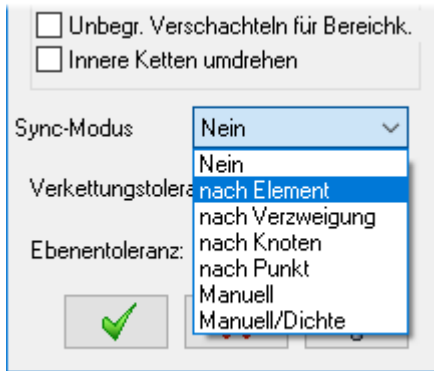 Unbegr. Verschachteln für Bereichk.
Innere Ketten umdrehen
Sync-Modus Nein
Nein
Verkettungstolera nach Element
nach Verzweigung
Ebenentoleranz: nach Knoten
nach Punkt
Manuell
Manuell/Dichte